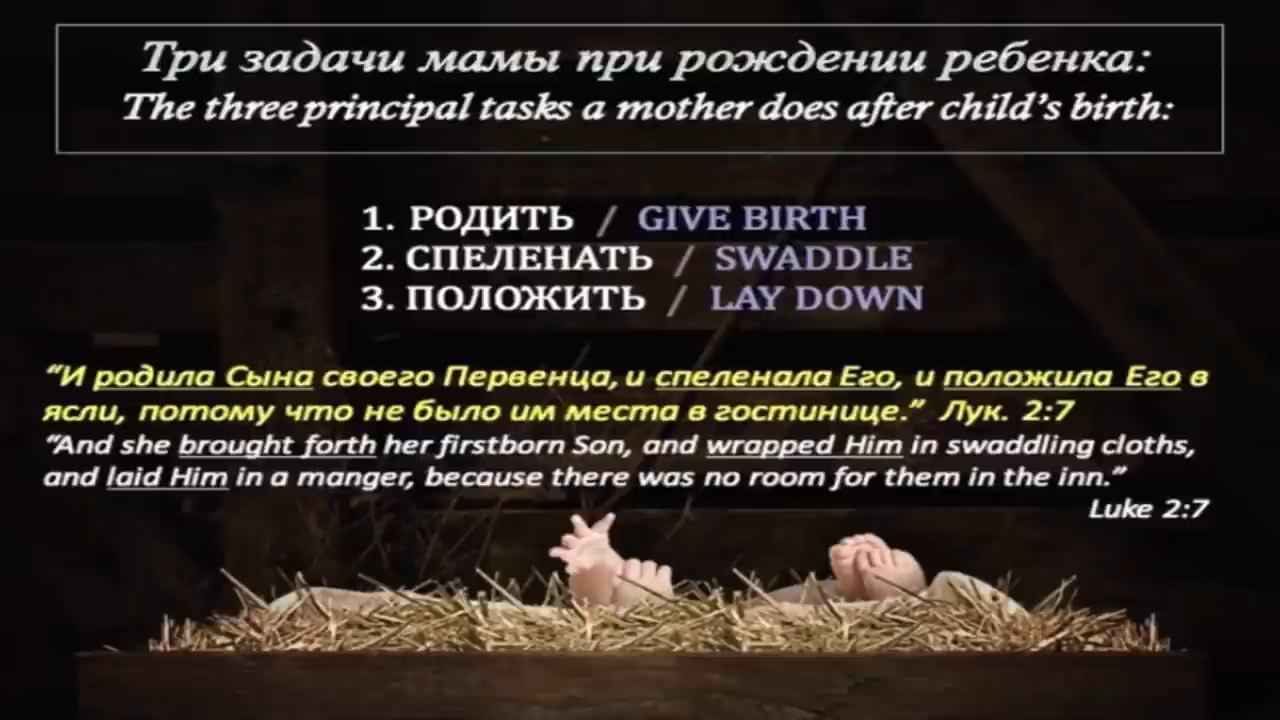 Три задачи мамы при рождении ребенка:
The three principal tasks a mother does after child’s birth:
1. РОДИТЬ / GIVE BIRTH
2. СПЕЛЕНАТЬ / SWADDLE
3. ПОЛОЖИТЬ / LAY DOWN
“И родила Сына своего Первенца, и спеленала Его, и положила Его в
ясли, потому что не было им места в гостинице.” Лук. 2:7
“And she brought forth her firstborn Son, and wrapped Him in swaddling cloths,
and laid Him in a manger, because there was no room for them in the inn.”
Luke 2:7